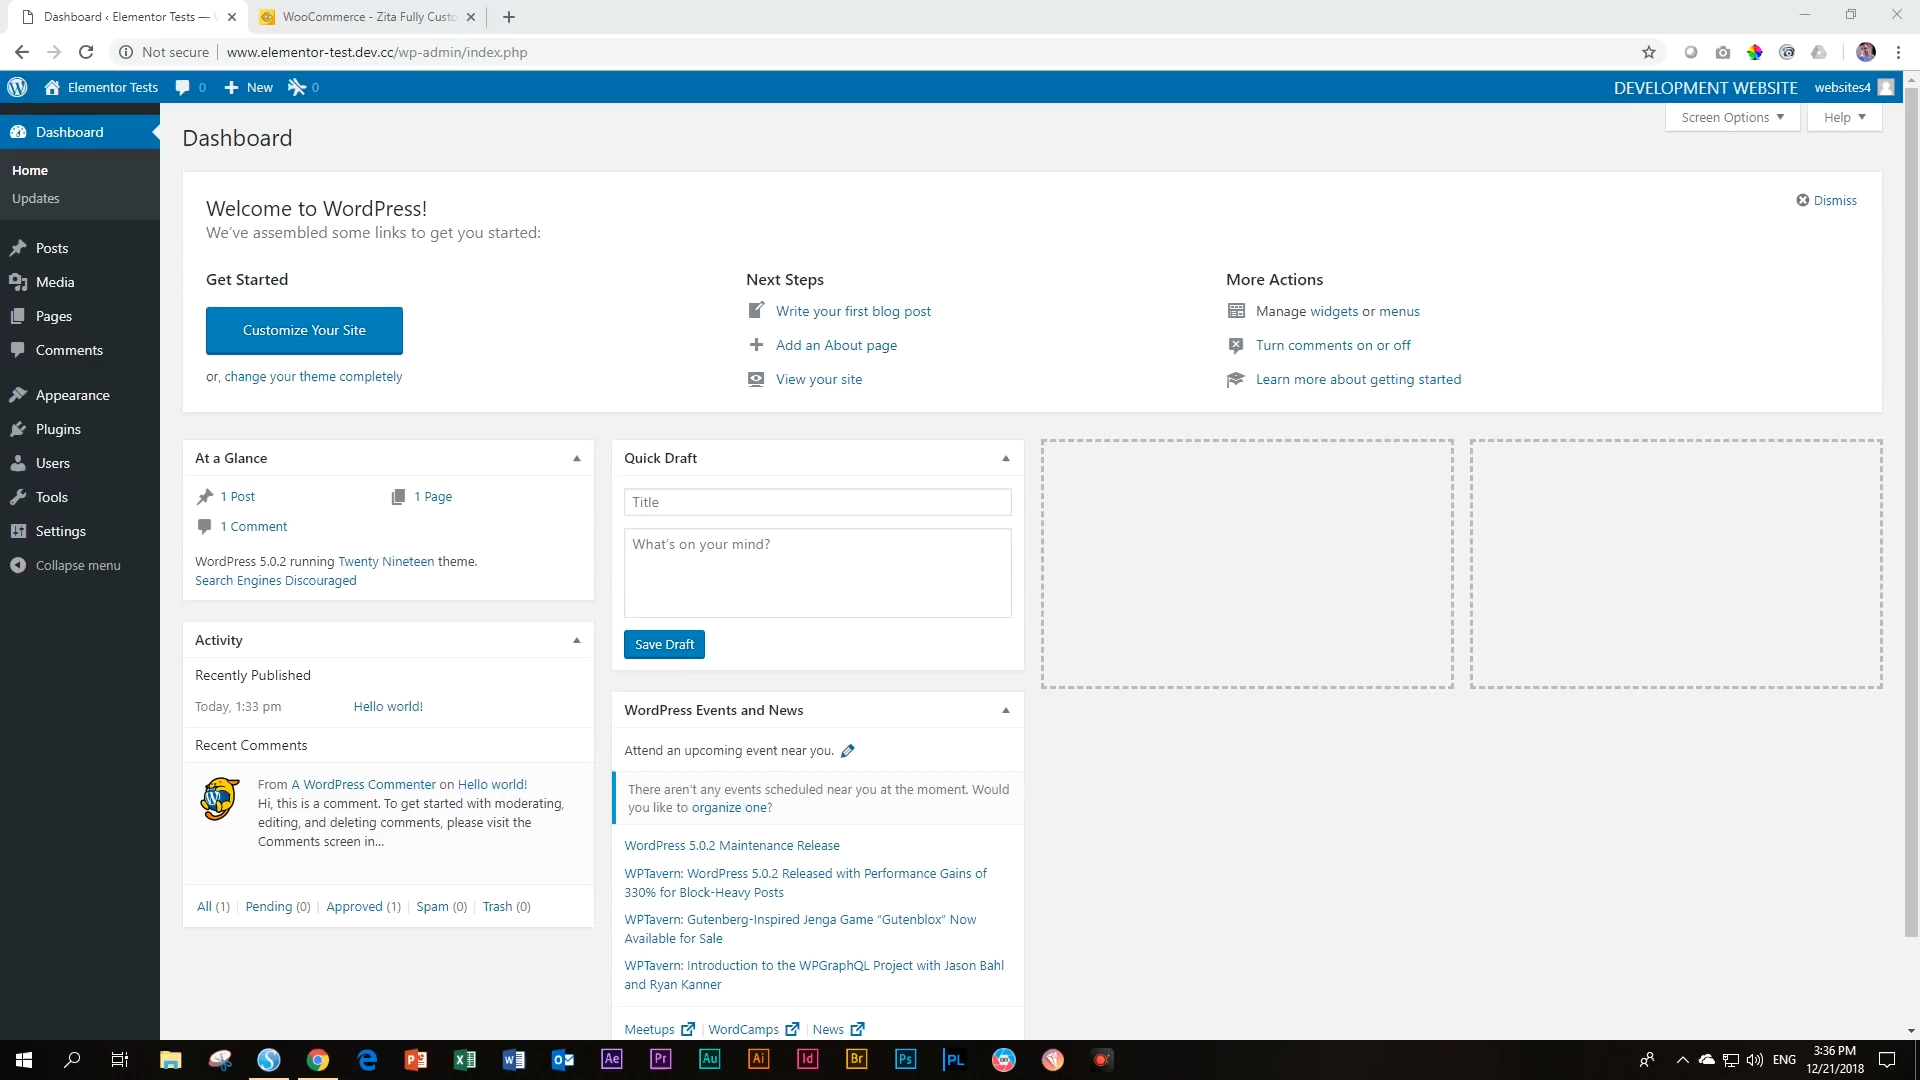 Dashboard ‹ Elementor Tests —
WooCommerce - Zita Fully Custo
Not secure
www.elementor-test.dev.cc/wp-admin/index.php
Elementor Tests
0
New
0
DEVELOPMENT WEBSITE
websites4
Dashboard
Home
Updates
Posts
Media
Pages
Comments
Appearance
Plugins
Users
Tools
Settings
Collapse menu
Dashboard
Screen Options
Help
Welcome to WordPress!
Dismiss
We've assembled some links to get you started:
Get Started
Customize Your Site
or, change your theme completely
Next Steps
Write your first blog post
Add an About page
View your site
More Actions
Manage widgets or menus
Turn comments on or off
Learn more about getting started
At a Glance
1 Post
1 Page
1 Comment
WordPress 5.0.2 running Twenty Nineteen theme.
Search Engines Discouraged
Activity
Recently Published
Today, 1:33 pm
Hello world!
Recent Comments
From A WordPress Commenter on Hello world!
Hi, this is a comment. To get started with moderating,
editing, and deleting comments, please visit the
Comments screen in...
All (1) | Pending (0) | Approved (1) | Spam (0) | Trash (0)
Quick Draft
Title
What's on your mind?
Save Draft
WordPress Events and News
Attend an upcoming event near you.
There aren't any events scheduled near you at the moment. Would
you like to organize one?
WordPress 5.0.2 Maintenance Release
WPTavern: WordPress 5.0.2 Released with Performance Gains of
330% for Block-Heavy Posts
WPTavern: Gutenberg-Inspired Jenga Game “Gutenblox” Now
Available for Sale
WPTavern: Introduction to the WPGraphQL Project with Jason Bahl
and Ryan Kanner
Meetups | WordCamps | News
Ae
Pr
Au
Ai
Id
Br
Ps
PL
ENG
3:36 PM
12/21/2018